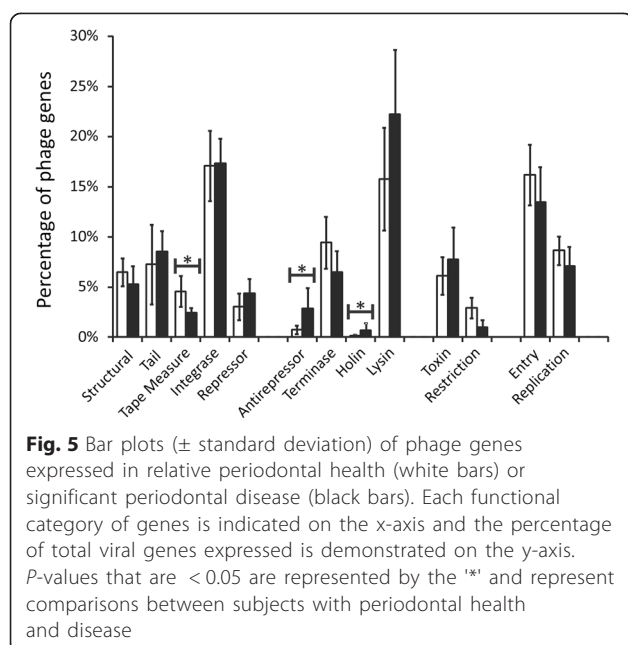 30%
25%
20%
15%
10%
5%
0%
Percentage of phage genes
*
*
*
Structural
Tail
Tape Measure
Integrase
Repressor
Antirepressor
Terminase
Holin
Lysin
Toxin
Restriction
Entry
Replication
Fig. 5 Bar plots (± standard deviation) of phage genes
expressed in relative periodontal health (white bars) or
significant periodontal disease (black bars). Each functional
category of genes is indicated on the x-axis and the percentage
of total viral genes expressed is demonstrated on the y-axis.
P-values that are < 0.05 are represented by the '*' and represent
comparisons between subjects with periodontal health
and disease